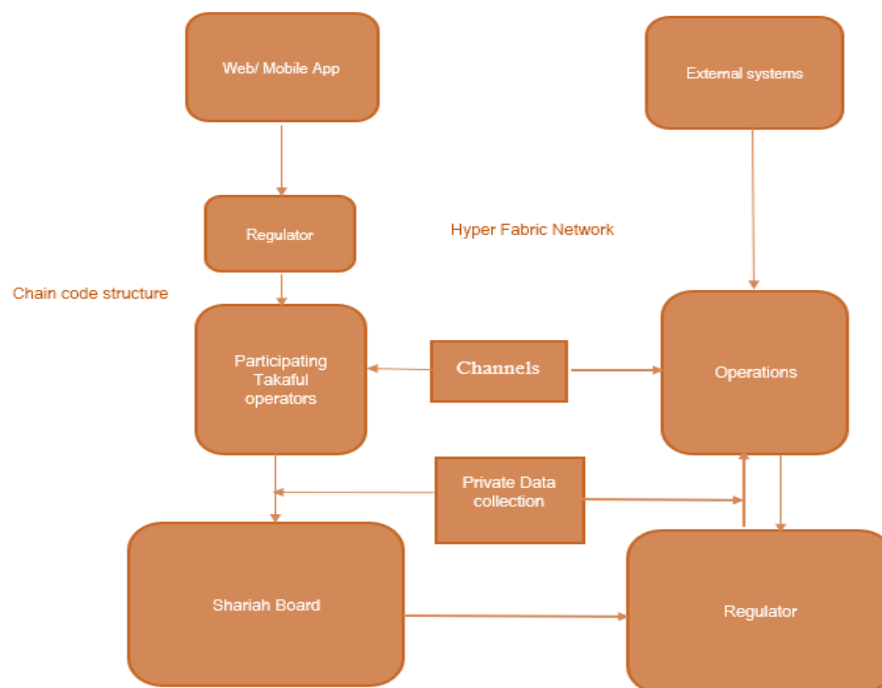 Web/ Mobile App
External systems
Regulator
Hyper Fabric Network
Chain code structure
Participating
Takaful
operators
Channels
Operations
Private Data
collection
Shariah Board
Regulator